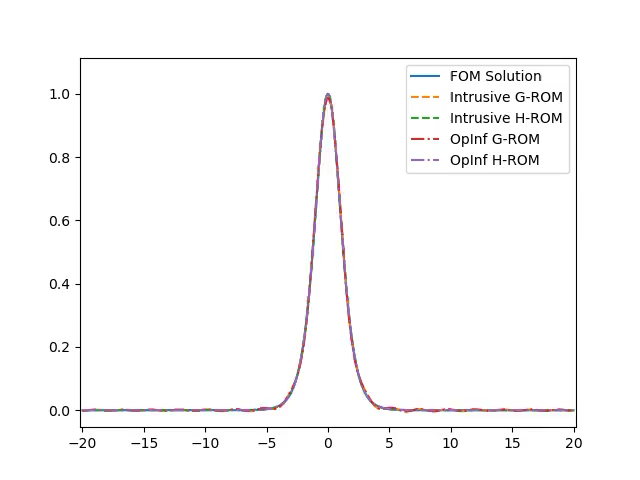 FOM Solution
Intrusive G-ROM
Intrusive H-ROM
OpInf G-ROM
OpInf H-ROM
1.0
0.8
0.6
0.4
0.2
0.0
−20 −15 −10 −5 0 5 10 15 20